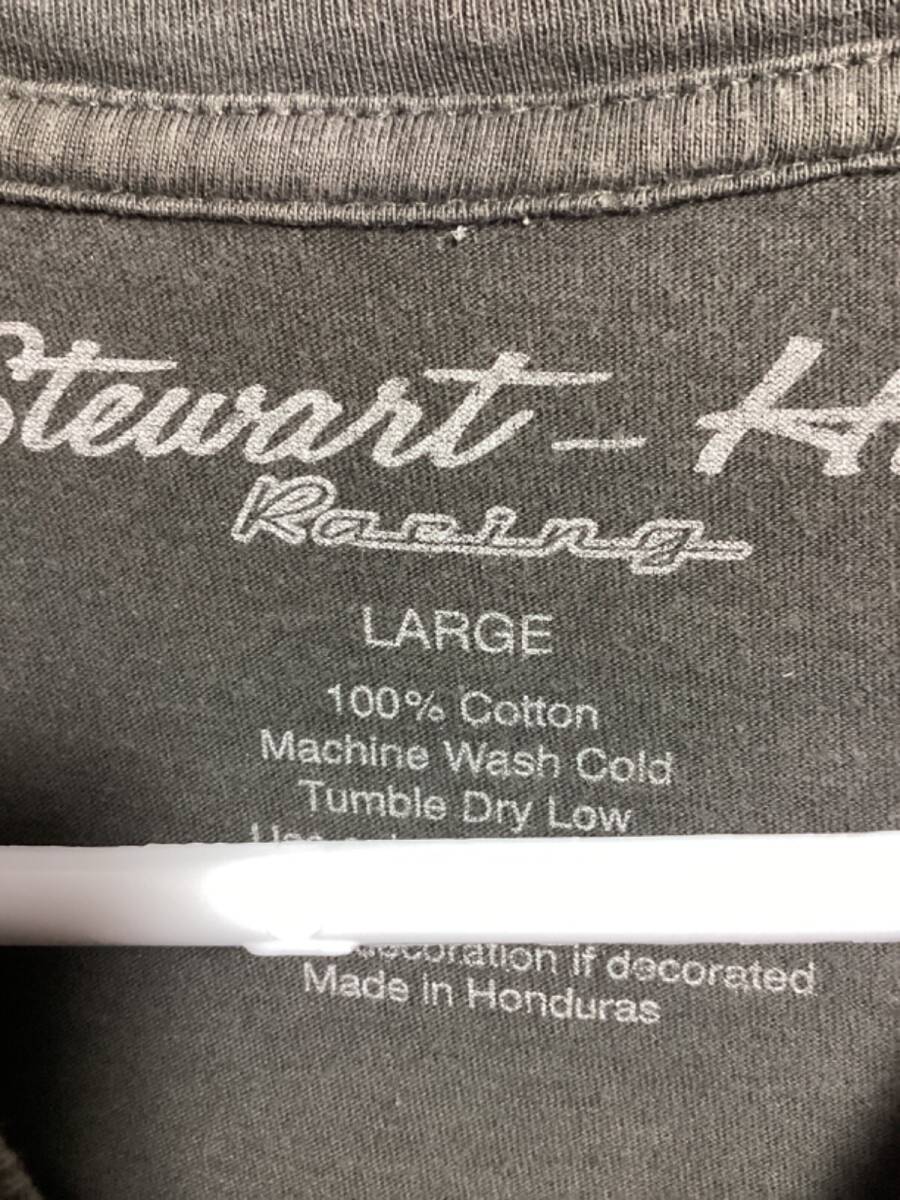 Stewart - H
Racing
LARGE
100% Cotton
Machine Wash Cold
Tumble Dry Low
decoration if decorated
Made in Honduras